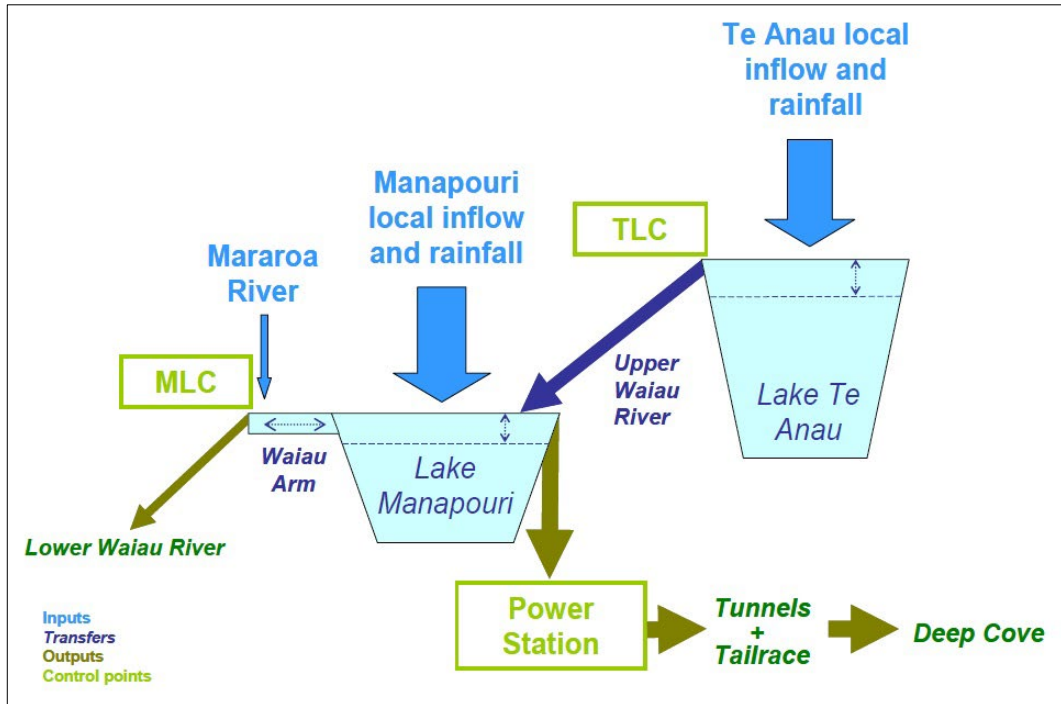 Te Anau local
inflow and
rainfall
Manapouri
local inflow
and rainfall
TLC
Mararoa
River
MLC
Upper
Waiau
River
Lake Te
Anau
Waiau
Arm
Lake
Manapouri
Lower Waiau River
Power
Station
Tunnels
+
Tailrace
Deep Cove
Inputs
Transfers
Outputs
Control points